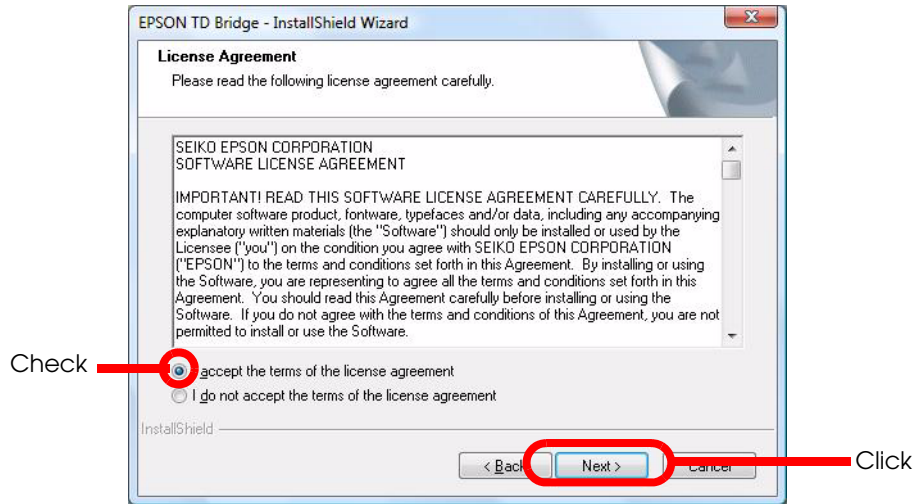 EPSON TD Bridge - InstallShield Wizard
License Agreement
Please read the following license agreement carefully.
SEIKO EPSON CORPORATION
SOFTWARE LICENSE AGREEMENT
IMPORTANT! READ THIS SOFTWARE LICENSE AGREEMENT CAREFULLY. The
computer software product, fontware, typefaces and/or data, including any accompanying
explanatory written materials (the "Software") should only be installed or used by the
Licensee ("you") on the condition you agree with SEIKO EPSON CORPORATION
("EPSON") to the terms and conditions set forth in this Agreement. By installing or using
the Software, you are representing to agree all the terms and conditions set forth in this
Agreement. You should read this Agreement carefully before installing or using the
Software. If you do not agree with the terms and conditions of this Agreement, you are not
permitted to install or use the Software.
Check
accept the terms of the license agreement
I do not accept the terms of the license agreement
InstallShield
< Back
Next >
Cancel
Click